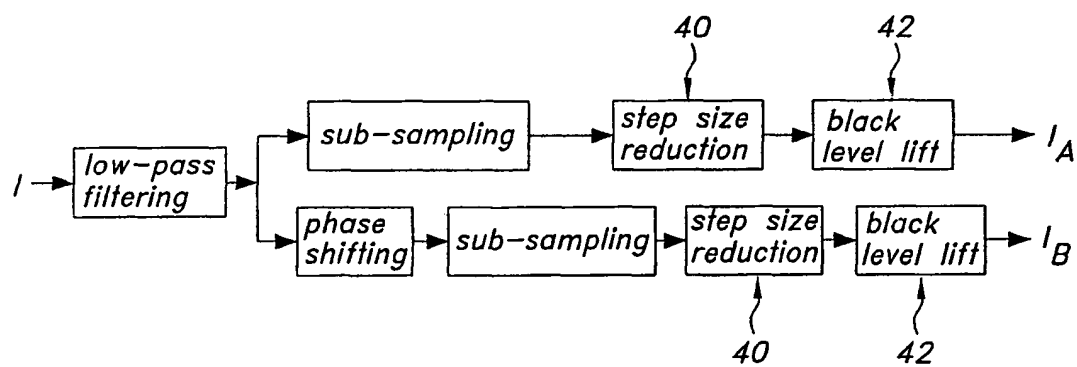 40
42
sub-sampling
step size
reduction
black
level lift
I_A
I
low-pass
filtering
phase
shifting
sub-sampling
step size
reduction
black
level lift
I_B
40
42